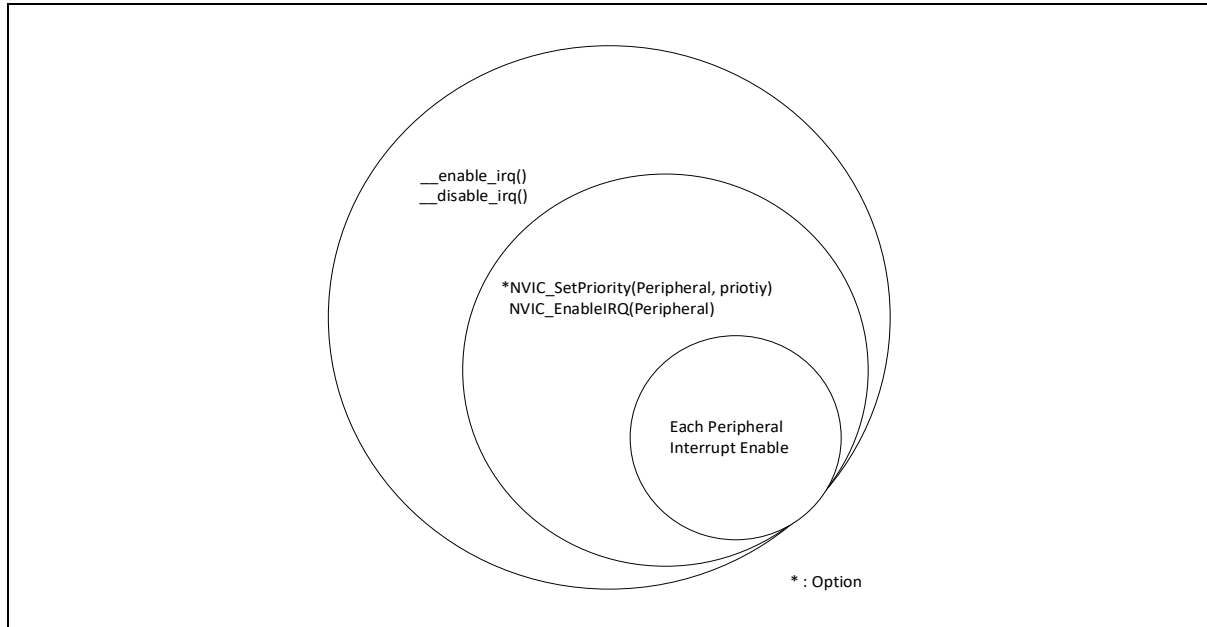 __enable_irq()
__disable_irq()
*NVIC_SetPriority(Peripheral, priotiy)
NVIC_EnableIRQ(Peripheral)
Each Peripheral
Interrupt Enable
* : Option